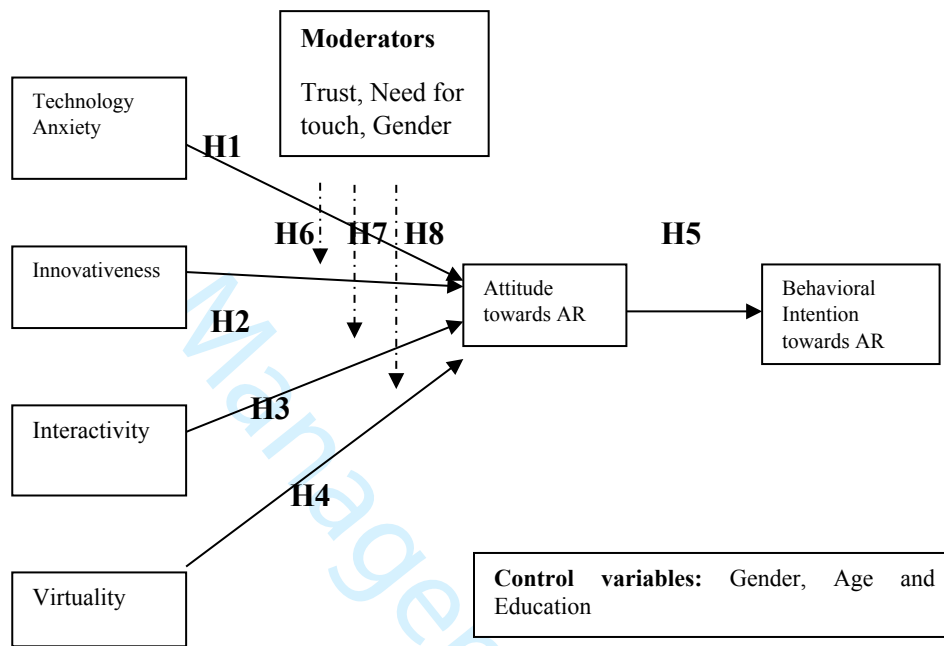 Moderators
Trust, Need for
touch, Gender
Technology
Anxiety
H1
H6
H7
H8
H5
Innovativeness
H2
Attitude
towards AR
Behavioral
Intention
towards AR
Interactivity
H3
H4
Virtuality
Control variables: Gender, Age and
Education
Manage